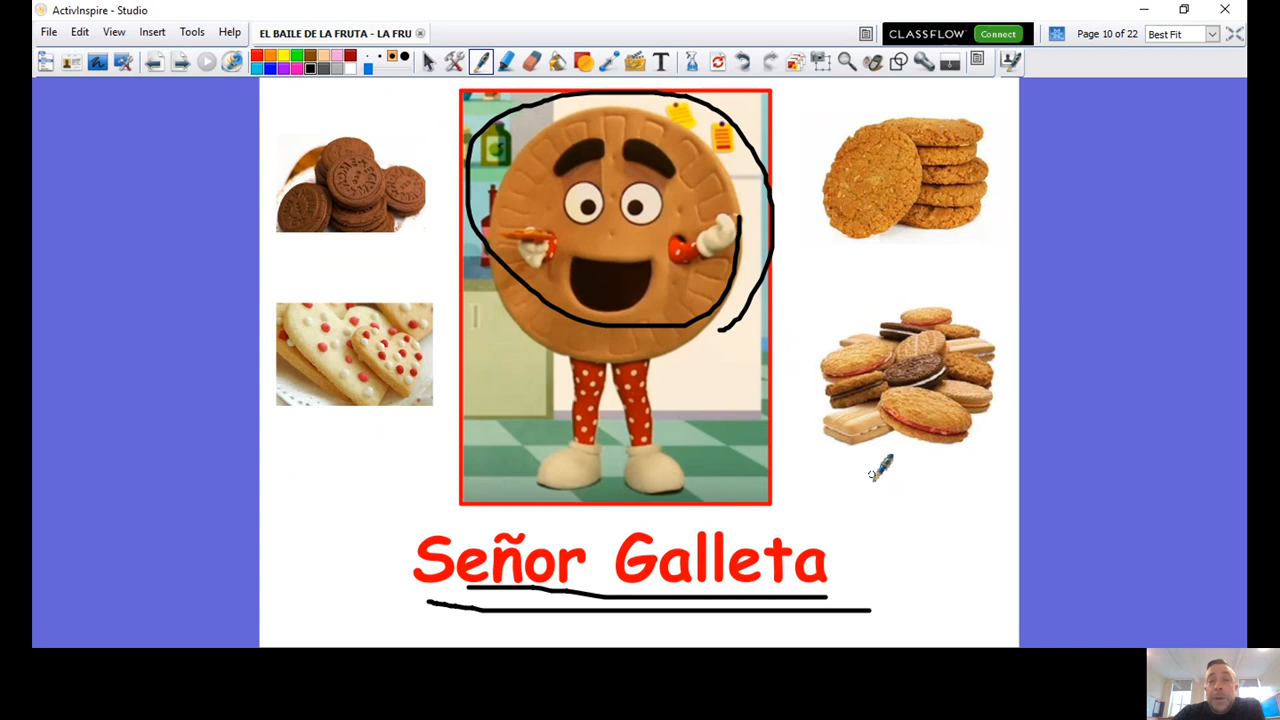 ActivInspire - Studio
File Edit View Insert Tools Help EL BAILE DE LA FRUTA - LA FRU CLASSFLOW Connect Page 10 of 22 Best Fit
Señor Galleta